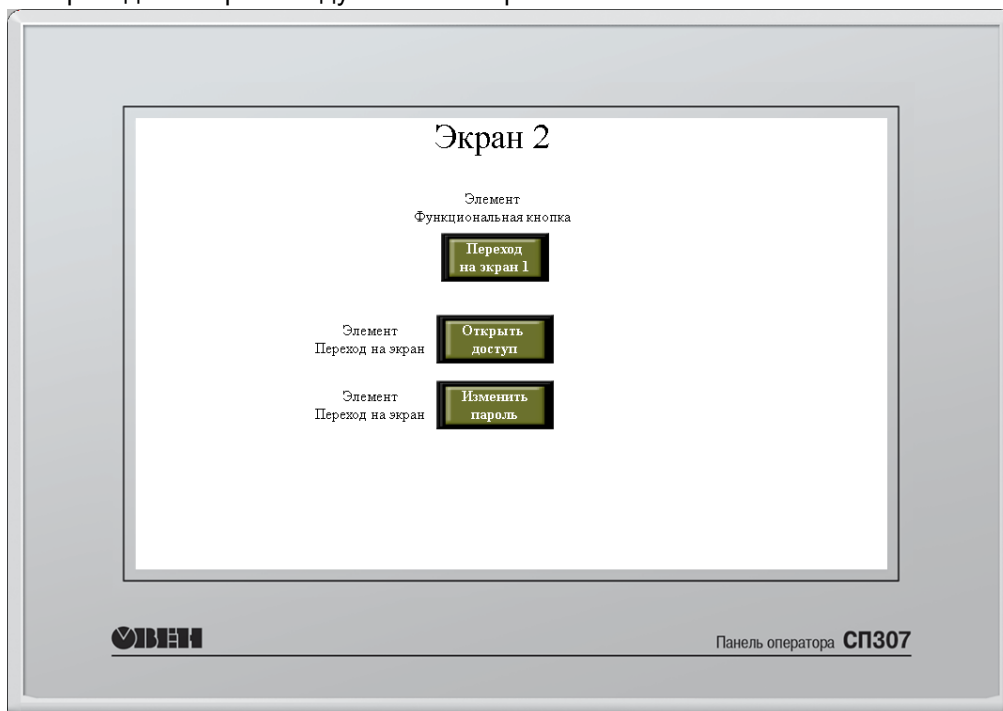 Экран 2
Элемент
Функциональная кнопка
Переход
на экран 1
Элемент
Переход на экран
Открыть
доступ
Элемент
Переход на экран
Изменить
пароль
ОВЕН
Панель оператора СП307